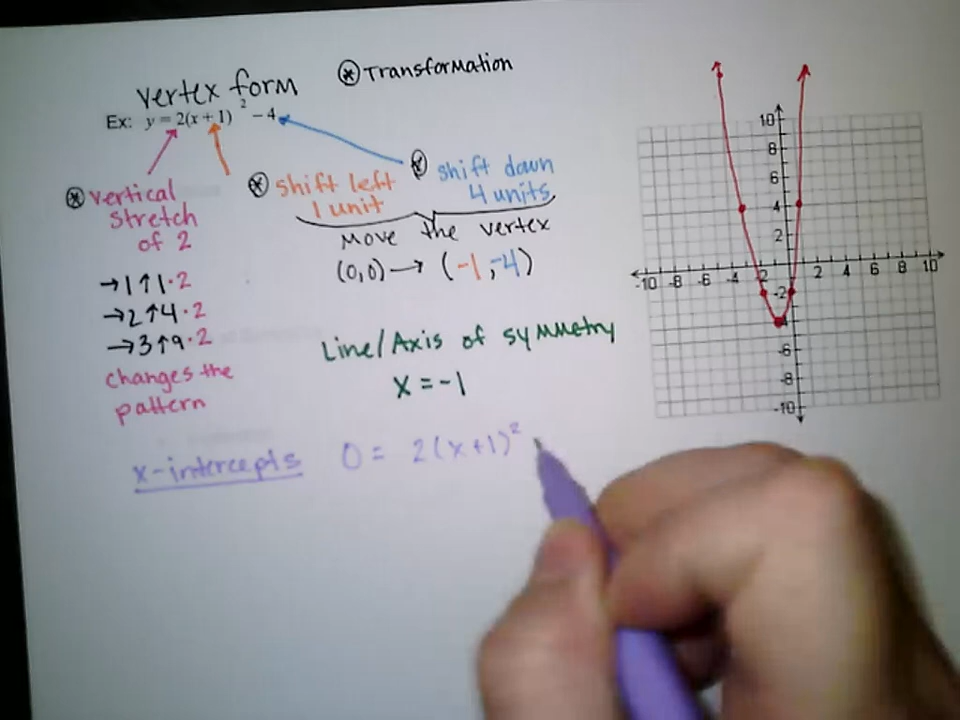 vertex form
⊛ Transformation
Ex: y = 2(x + 1)² − 4
⊛ vertical
stretch
of 2
→1↑1·2
→2↑4·2
→3↑9·2
changes the
pattern
⊛ shift left
1 unit
⊛ shift down
4 units
Move the vertex
(0,0) → (-1,-4)
Line/Axis of symmetry
x = -1
x-intercepts 0 = 2(x+1)²
10
8
6
4
2
-10 -8 -6 -4 -2 2 4 6 8 10
-2
-4
-6
-8
-10